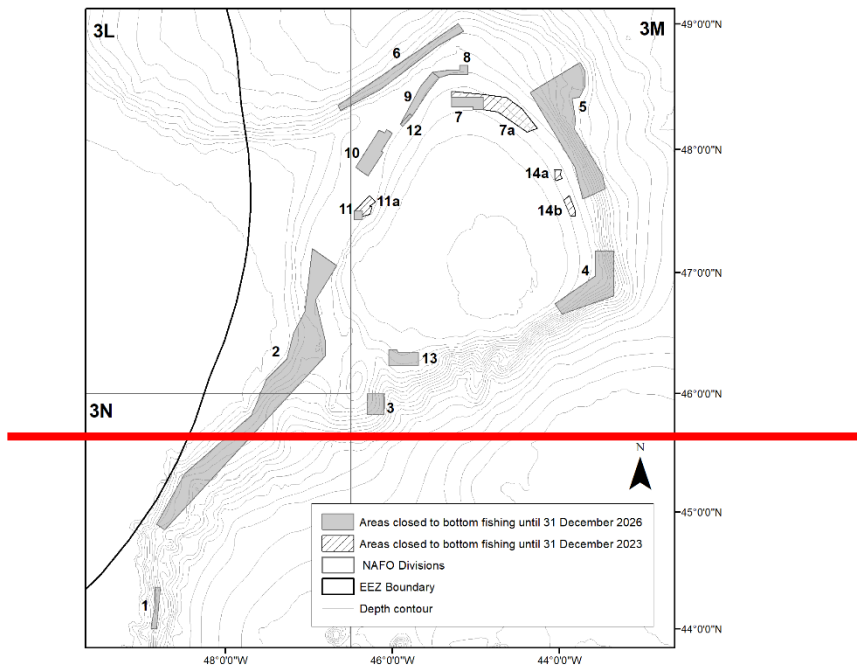 3L
3M
49°0'0"N
6
8
9
5
7
7a
12
48°0'0"N
10
14a
11a
11
14b
4
47°0'0"N
2
13
46°0'0"N
3N
3
N
45°0'0"N
Areas closed to bottom fishing until 31 December 2026
Areas closed to bottom fishing until 31 December 2023
NAFO Divisions
EEZ Boundary
Depth contour
1
44°0'0"N
48°0'0"W
46°0'0"W
44°0'0"W